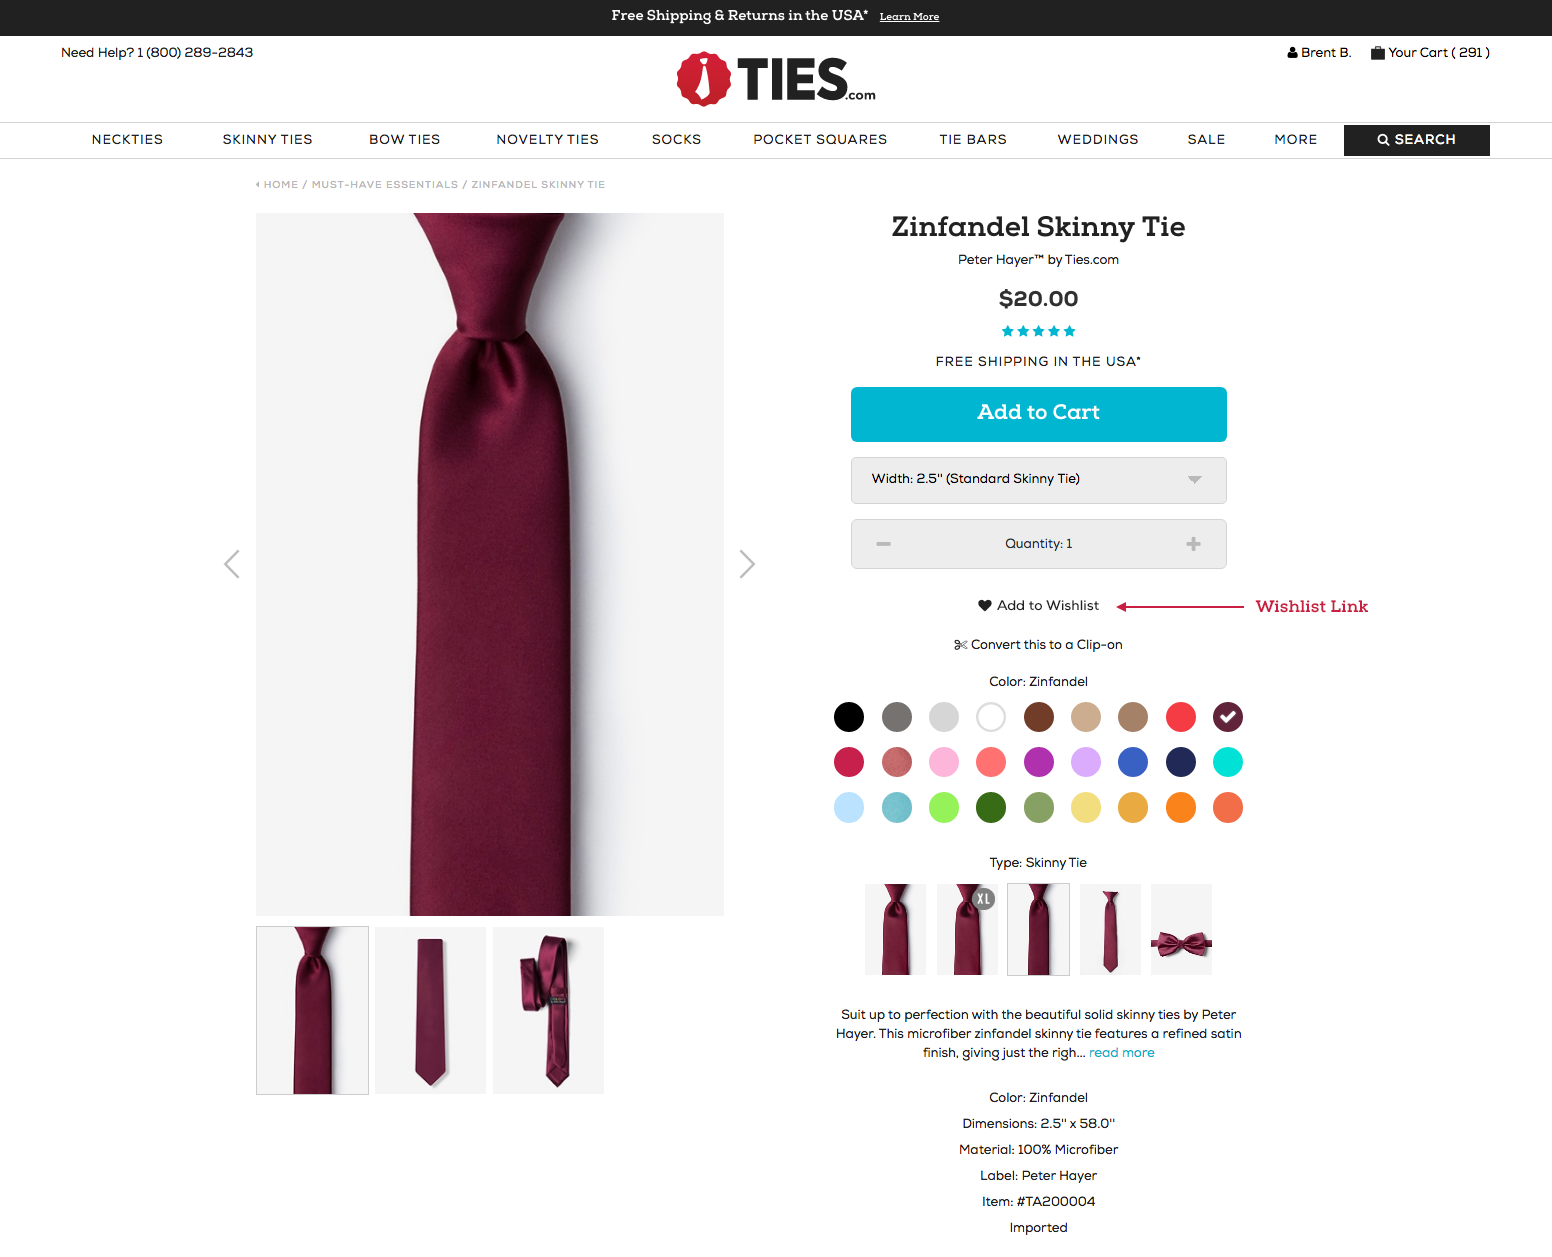 Free Shipping & Returns in the USA* Learn More
Need Help? 1 (800) 289-2843
TIES.com
Brent B. Your Cart ( 291 )
NECKTIES SKINNY TIES BOW TIES NOVELTY TIES SOCKS POCKET SQUARES TIE BARS WEDDINGS SALE MORE SEARCH
HOME / MUST-HAVE ESSENTIALS / ZINFANDEL SKINNY TIE
Zinfandel Skinny Tie
Peter Hayer™ by Ties.com
$20.00
FREE SHIPPING IN THE USA*
Add to Cart
Width: 2.5" (Standard Skinny Tie)
Quantity: 1
Add to Wishlist
Wishlist Link
Convert this to a Clip-on
Color: Zinfandel
Type: Skinny Tie
XL
Suit up to perfection with the beautiful solid skinny ties by Peter
Hayer. This microfiber zinfandel skinny tie features a refined satin
finish, giving just the righ... read more
Color: Zinfandel
Dimensions: 2.5" x 58.0"
Material: 100% Microfiber
Label: Peter Hayer
Item: #TA200004
Imported